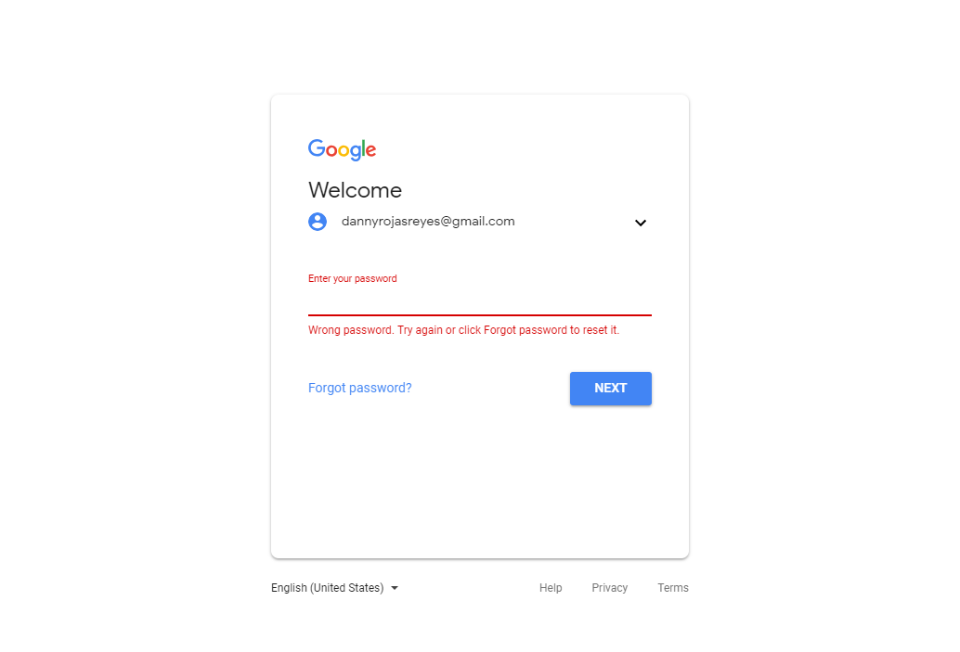 Google
Welcome
dannyrojasreyes@gmail.com
Enter your password
Wrong password. Try again or click Forgot password to reset it.
Forgot password?
NEXT
English (United States)
Help
Privacy
Terms